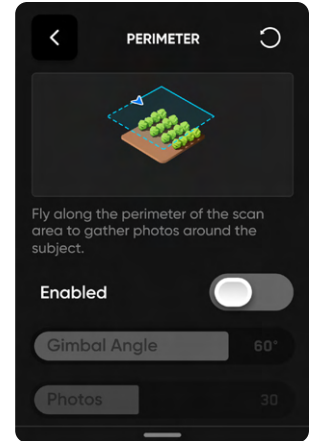 PERIMETER
Fly along the perimeter of the scan
area to gather photos around the
subject.
Enabled
Gimbal Angle 60°
Photos 30